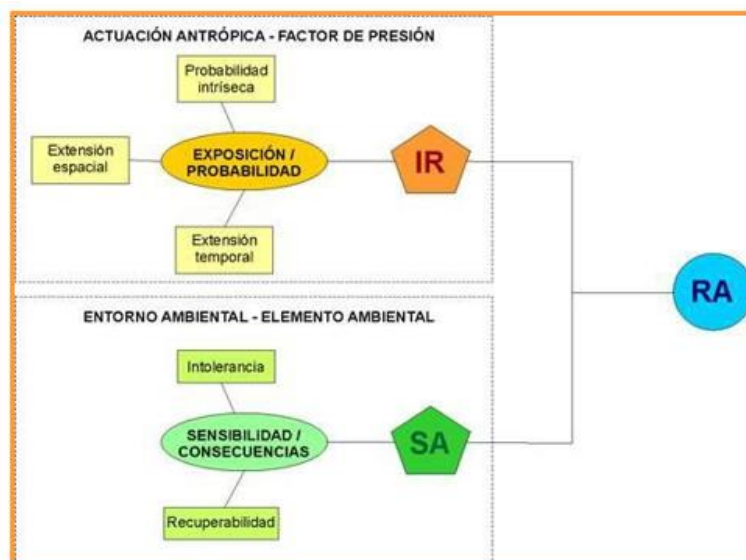 ACTUACIÓN ANTRÓPICA - FACTOR DE PRESIÓN
Probabilidad
intríseca
Extensión
espacial
EXPOSICIÓN /
PROBABILIDAD
IR
Extensión
temporal
RA
ENTORNO AMBIENTAL - ELEMENTO AMBIENTAL
Intolerancia
SENSIBILIDAD /
CONSECUENCIAS
SA
Recuperabilidad